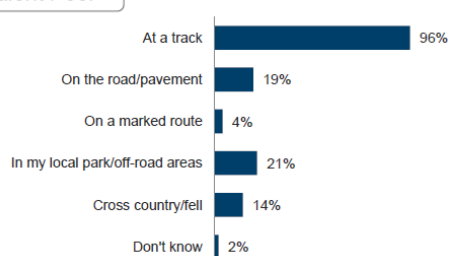 At a track 96%
On the road/pavement 19%
On a marked route 4%
In my local park/off-road areas 21%
Cross country/fell 14%
Don't know 2%